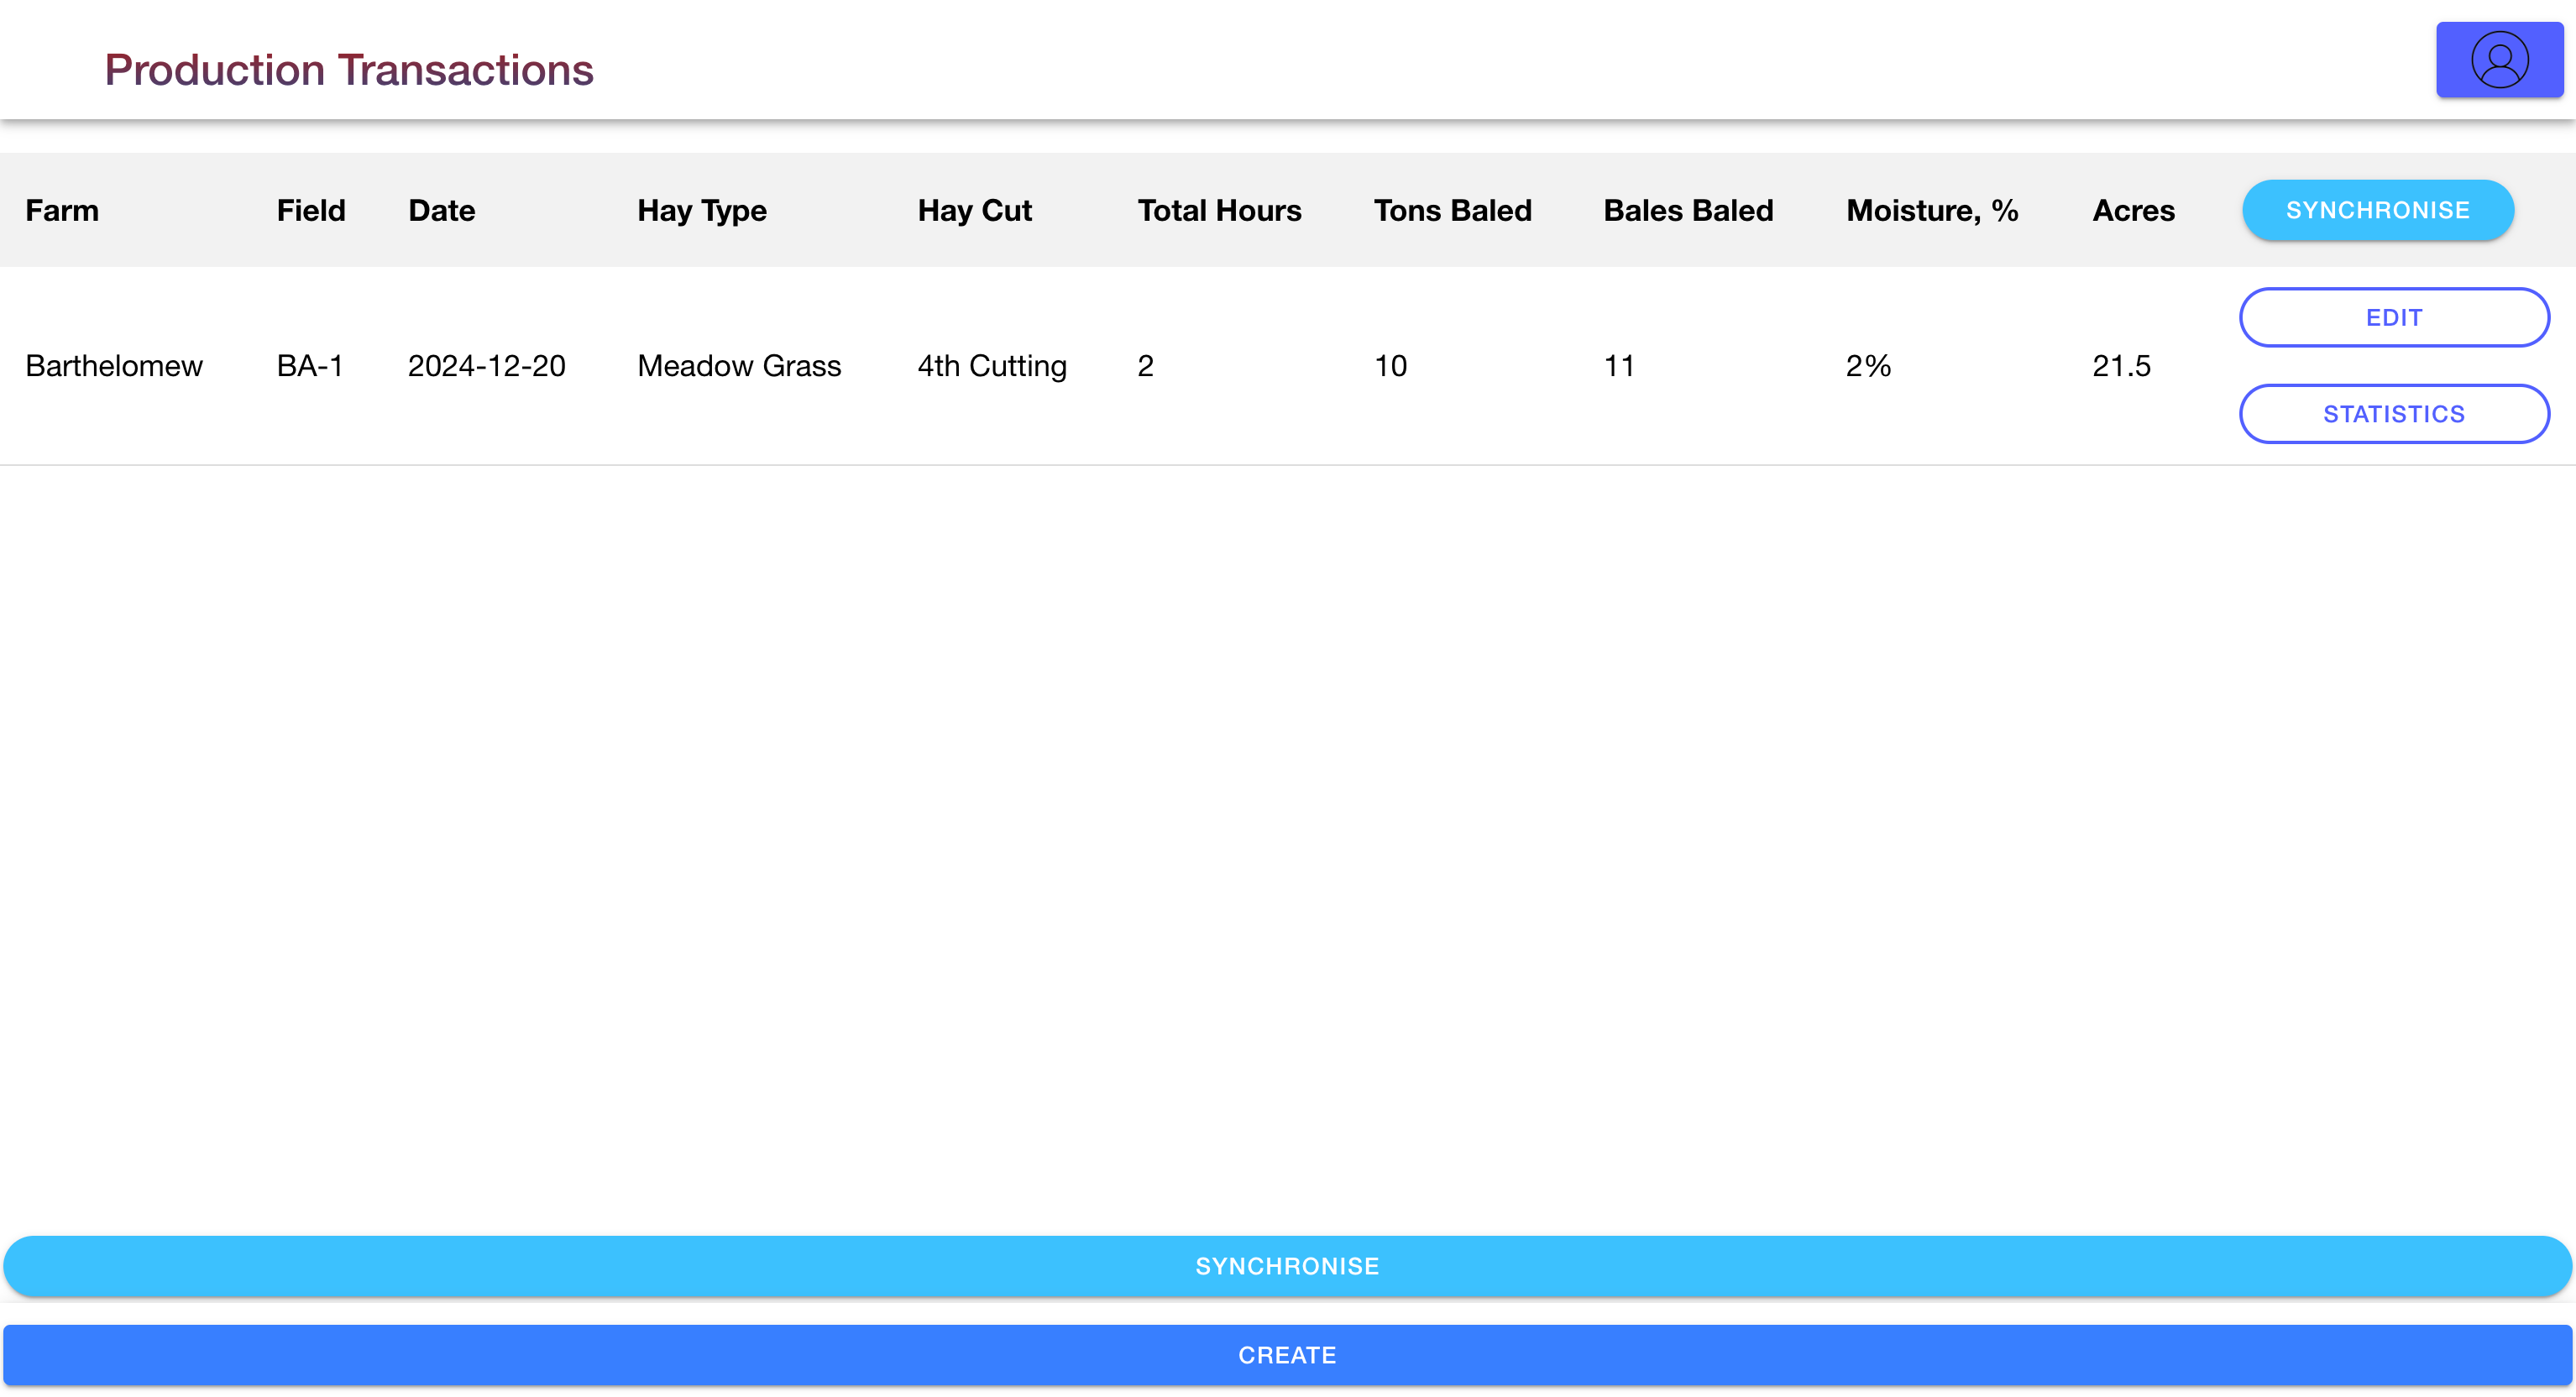 Production Transactions
Farm Field Date Hay Type Hay Cut Total Hours Tons Baled Bales Baled Moisture, % Acres SYNCHRONISE
EDIT
Barthelomew BA-1 2024-12-20 Meadow Grass 4th Cutting 2 10 11 2% 21.5
STATISTICS
SYNCHRONISE
CREATE